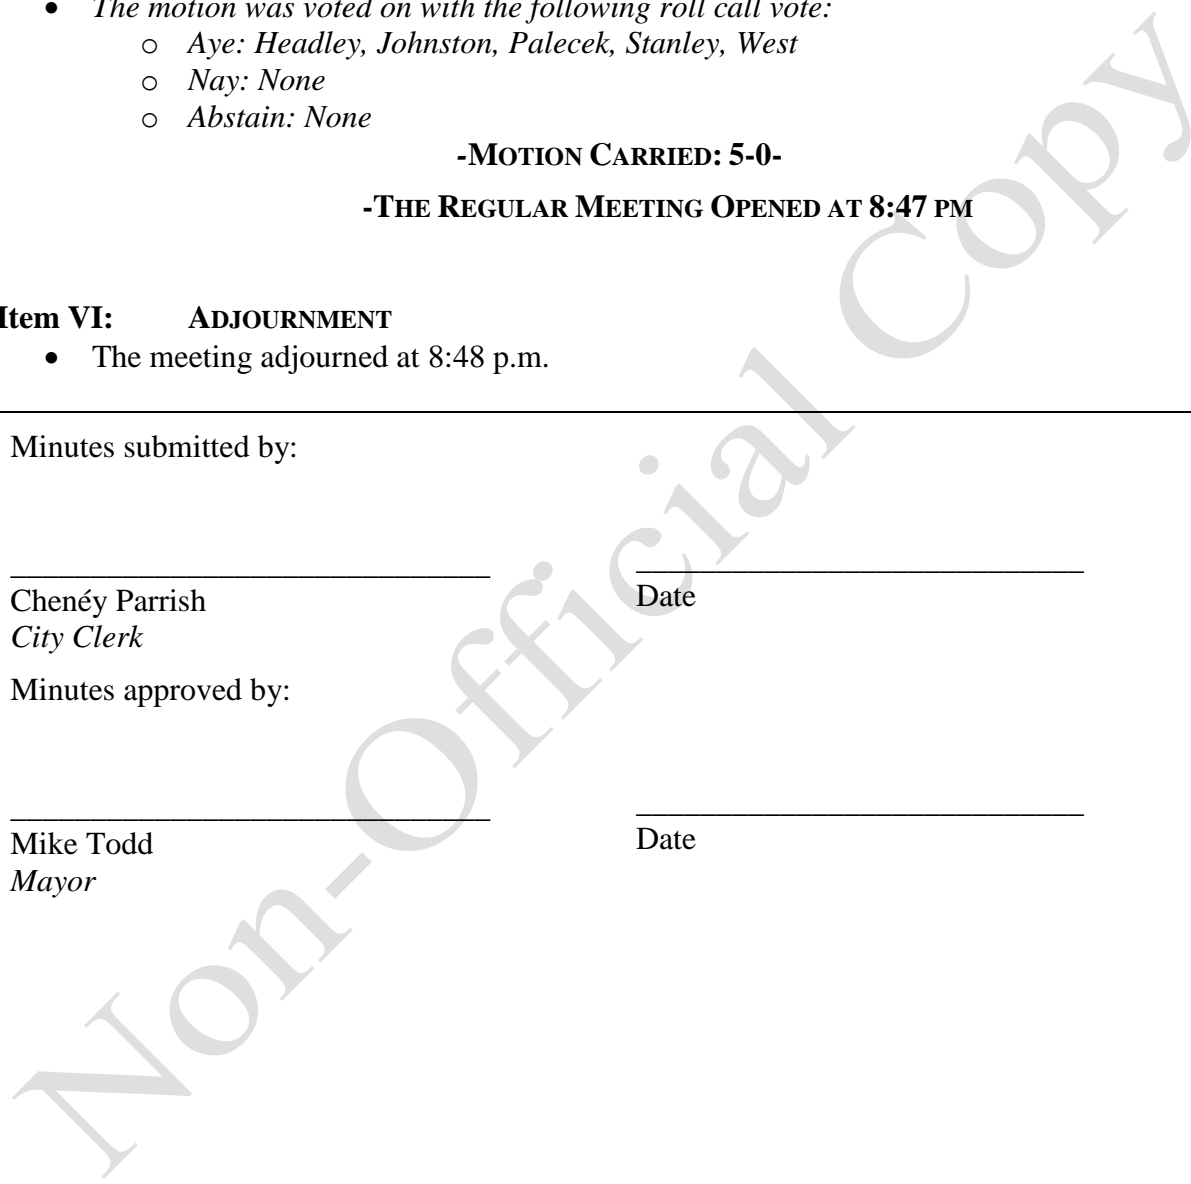 • The motion was voted on with the following roll call vote:
o Aye: Headley, Johnston, Palecek, Stanley, West
o Nay: None
o Abstain: None
-MOTION CARRIED: 5-0-
-THE REGULAR MEETING OPENED AT 8:47 PM
Item VI: ADJOURNMENT
• The meeting adjourned at 8:48 p.m.
Minutes submitted by:
Chenéy Parrish
Date
City Clerk
Minutes approved by:
Mike Todd
Date
Mayor
Non-Official Copy